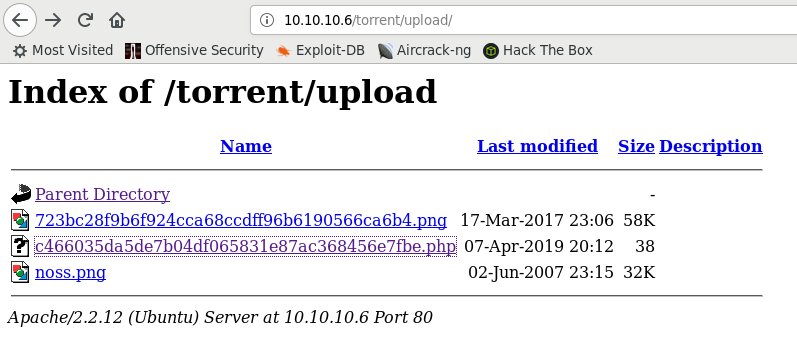 10.10.10.6/torrent/upload/
Most Visited Offensive Security Exploit-DB Aircrack-ng Hack The Box
Index of /torrent/upload
Name Last modified Size Description
Parent Directory -
723bc28f9b6f924cca68ccdff96b6190566ca6b4.png 17-Mar-2017 23:06 58K
c466035da5de7b04df065831e87ac368456e7fbe.php 07-Apr-2019 20:12 38
noss.png 02-Jun-2007 23:15 32K
Apache/2.2.12 (Ubuntu) Server at 10.10.10.6 Port 80